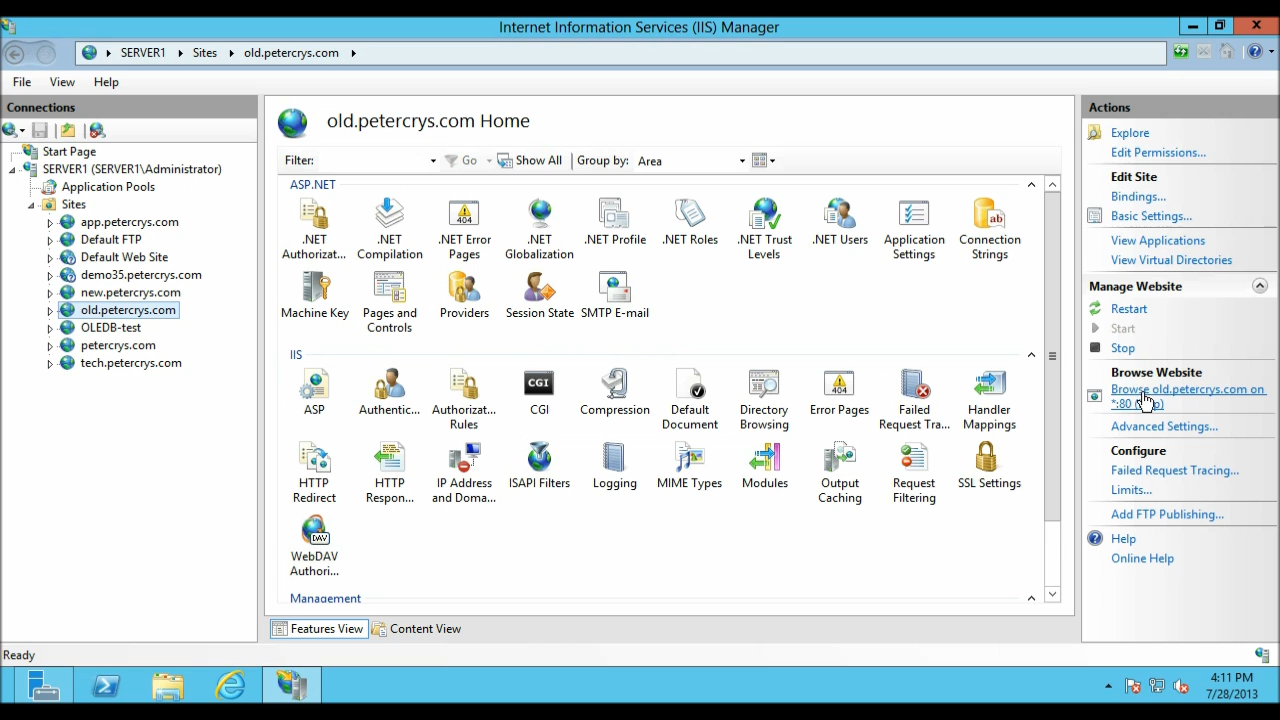 Internet Information Services (IIS) Manager
SERVER1
Sites
old.petercrys.com
File
View
Help
Connections
Start Page
SERVER1 (SERVER1\Administrator)
Application Pools
Sites
app.petercrys.com
Default FTP
Default Web Site
demo35.petercrys.com
new.petercrys.com
old.petercrys.com
OLEDB-test
petercrys.com
tech.petercrys.com
old.petercrys.com Home
Filter:
Go
Show All
Group by:
Area
ASP.NET
.NET
Authorizat...
.NET
Compilation
.NET Error
Pages
.NET
Globalization
.NET Profile
.NET Roles
.NET Trust
Levels
.NET Users
Application
Settings
Connection
Strings
Machine Key
Pages and
Controls
Providers
Session State
SMTP E-mail
IIS
ASP
Authentic...
Authorizat...
Rules
CGI
Compression
Default
Document
Directory
Browsing
Error Pages
Failed
Request Tra...
Handler
Mappings
HTTP
Redirect
HTTP
Respon...
IP Address
and Doma...
ISAPI Filters
Logging
MIME Types
Modules
Output
Caching
Request
Filtering
SSL Settings
WebDAV
Authori...
Management
Features View
Content View
Actions
Explore
Edit Permissions...
Edit Site
Bindings...
Basic Settings...
View Applications
View Virtual Directories
Manage Website
Restart
Start
Stop
Browse Website
Browse old.petercrys.com on
*:80
Advanced Settings...
Configure
Failed Request Tracing...
Limits...
Add FTP Publishing...
Help
Online Help
Ready
4:11 PM
7/28/2013